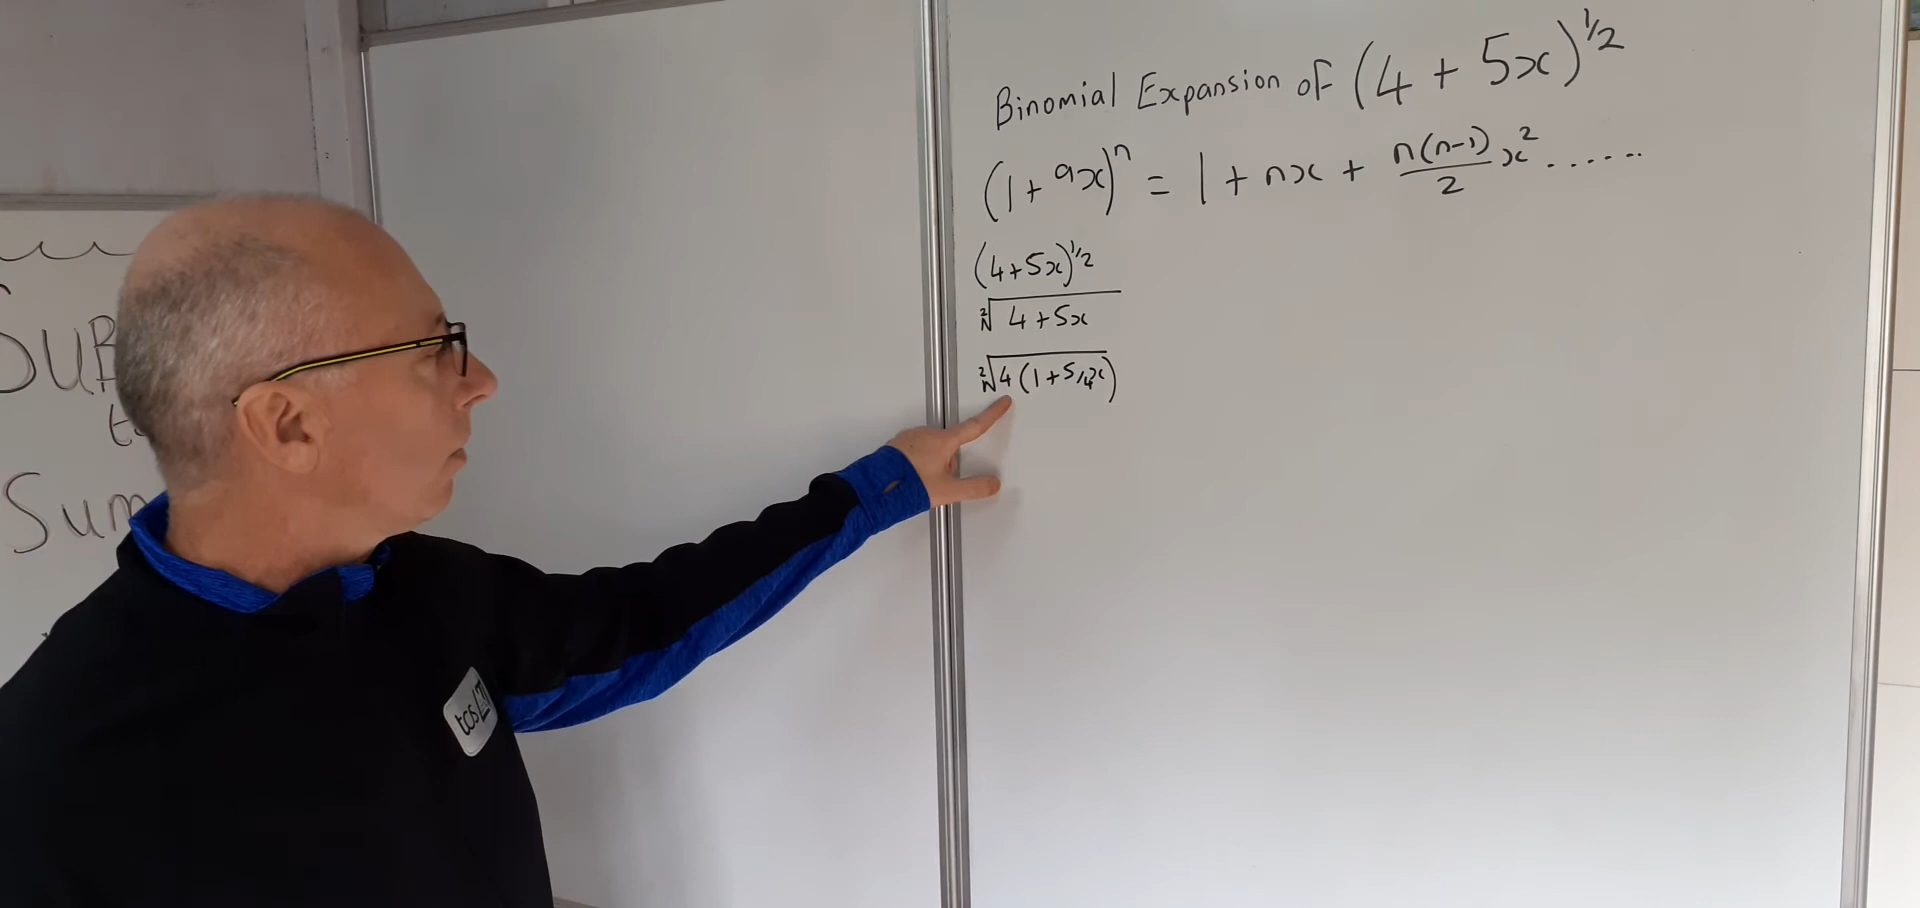 Binomial Expansion of (4 + 5x)^1/2
(1 + ax)^n = 1 + nx + n(n-1)/2 x^2 ......
(4+5x)^1/2
²√4 + 5x
²√4(1+5/4x)
SUB
Sum
tcs